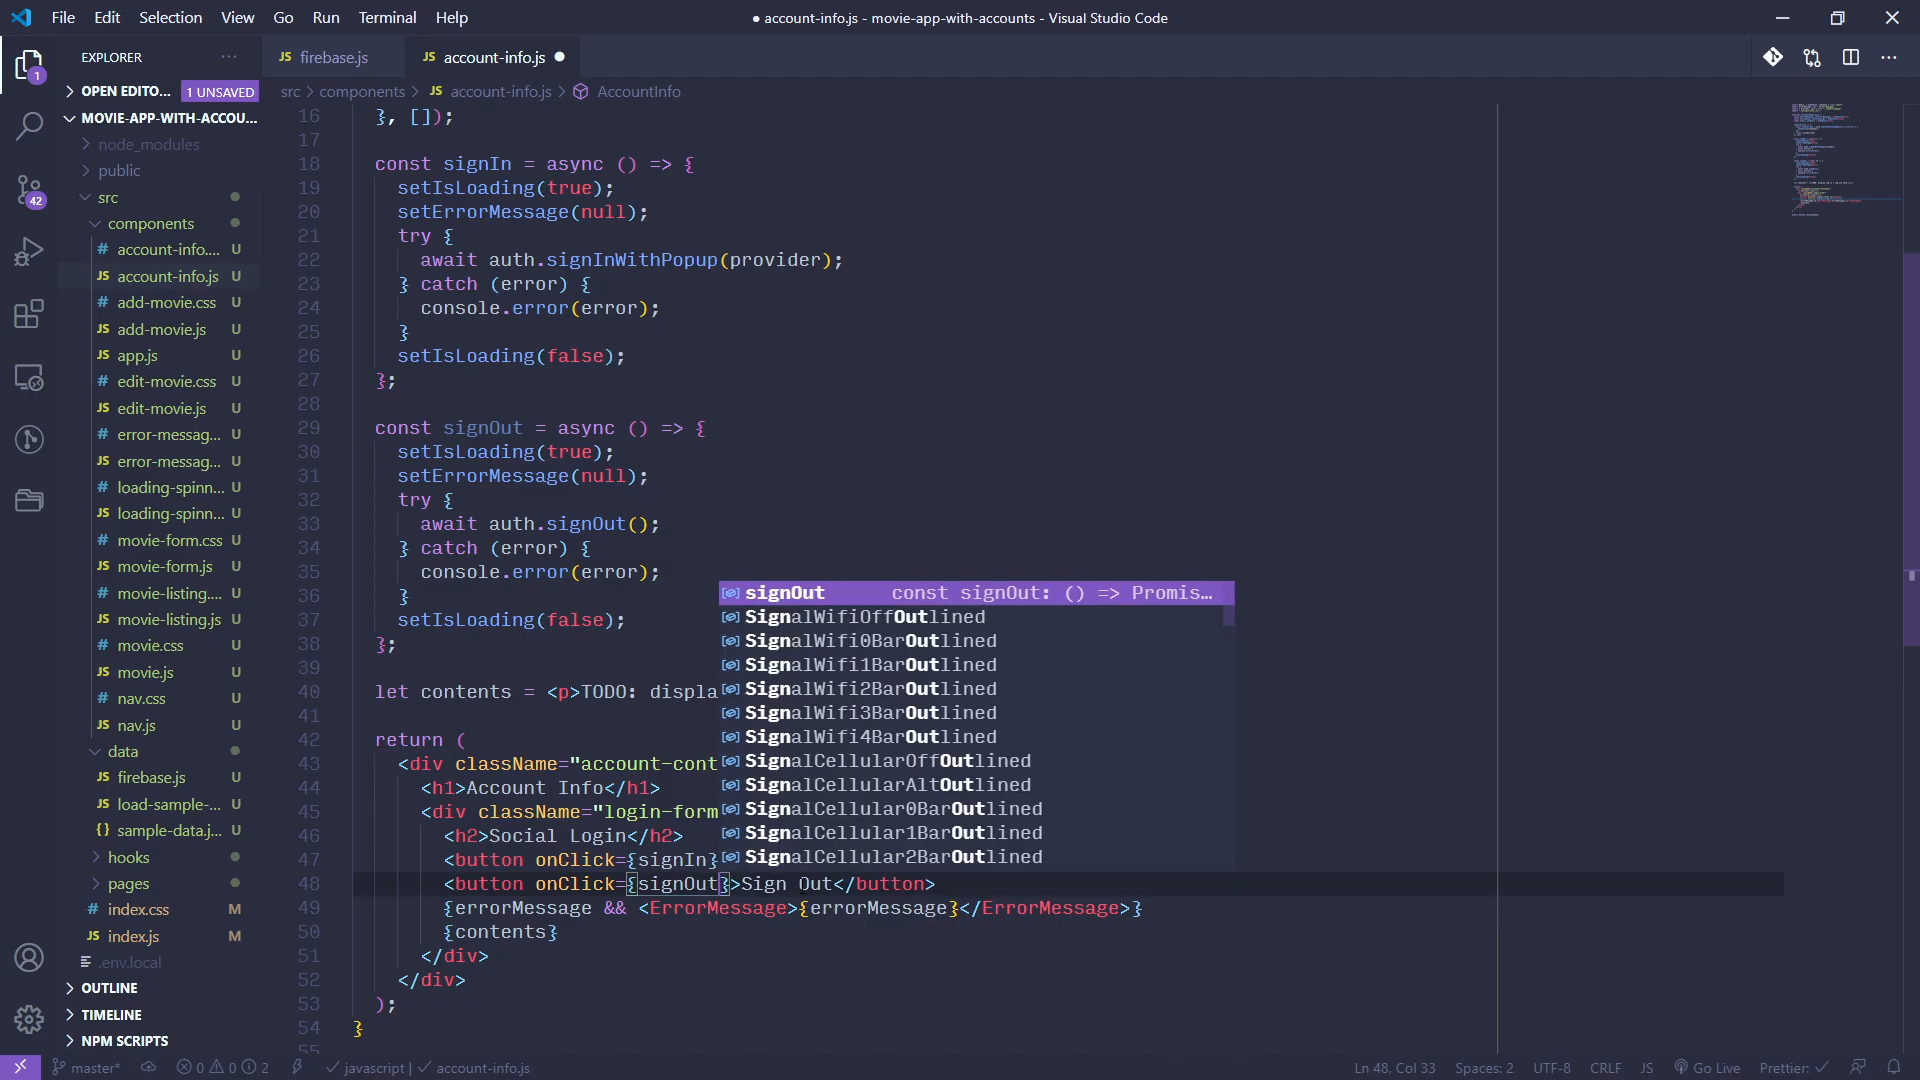 File Edit Selection View Go Run Terminal Help
● account-info.js - movie-app-with-accounts - Visual Studio Code
EXPLORER
JS firebase.js
JS account-info.js ●
OPEN EDITO... 1 UNSAVED
src > components > JS account-info.js > AccountInfo
MOVIE-APP-WITH-ACCOU...
node_modules
public
src
components
# account-info.... U
JS account-info.js U
# add-movie.css U
JS add-movie.js U
JS app.js U
# edit-movie.css U
JS edit-movie.js U
# error-messag... U
JS error-messag... U
# loading-spinn... U
JS loading-spinn... U
# movie-form.css U
JS movie-form.js U
# movie-listing.... U
JS movie-listing.js U
# movie.css U
JS movie.js U
# nav.css U
JS nav.js U
data
JS firebase.js U
JS load-sample-... U
{} sample-data.j... U
hooks
pages
# index.css M
JS index.js M
.env.local
OUTLINE
TIMELINE
NPM SCRIPTS
1
42
16 }, []);
17
18 const signIn = async () => {
19 setIsLoading(true);
20 setErrorMessage(null);
21 try {
22 await auth.signInWithPopup(provider);
23 } catch (error) {
24 console.error(error);
25 }
26 setIsLoading(false);
27 };
28
29 const signOut = async () => {
30 setIsLoading(true);
31 setErrorMessage(null);
32 try {
33 await auth.signOut();
34 } catch (error) {
35 console.error(error);
36 }
37 setIsLoading(false);
38 };
39
40 let contents = <p>TODO: displa
41
42 return (
43 <div className="account-cont
44 <h1>Account Info</h1>
45 <div className="login-form
46 <h2>Social Login</h2>
47 <button onClick={signIn}
48 <button onClick={signOut}>Sign Out</button>
49 {errorMessage && <ErrorMessage>{errorMessage}</ErrorMessage>}
50 {contents}
51 </div>
52 </div>
53 );
54 }
55
signOut const signOut: () => Promis...
SignalWifiOffOutlined
SignalWifi0BarOutlined
SignalWifi1BarOutlined
SignalWifi2BarOutlined
SignalWifi3BarOutlined
SignalWifi4BarOutlined
SignalCellularOffOutlined
SignalCellularAltOutlined
SignalCellular0BarOutlined
SignalCellular1BarOutlined
SignalCellular2BarOutlined
master* 0 0 2 javascript | account-info.js Ln 48, Col 33 Spaces: 2 UTF-8 CRLF JS Go Live Prettier: ✓